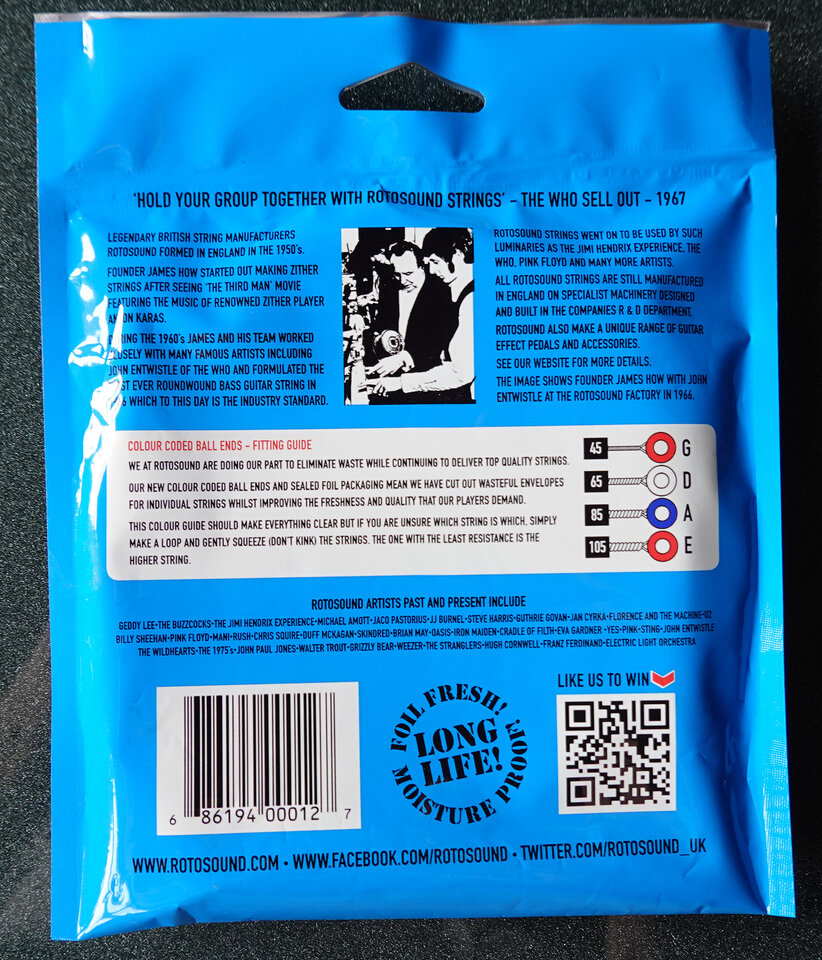 'HOLD YOUR GROUP TOGETHER WITH ROTOSOUND STRINGS' - THE WHO SELL OUT - 1967
LEGENDARY BRITISH STRING MANUFACTURERS
ROTOSOUND FORMED IN ENGLAND IN THE 1950's.
FOUNDER JAMES HOW STARTED OUT MAKING ZITHER
STRINGS AFTER SEEING 'THE THIRD MAN' MOVIE
FEATURING THE MUSIC OF RENOWNED ZITHER PLAYER
KARAS.
THE 1960's JAMES AND HIS TEAM WORKED
WITH MANY FAMOUS ARTISTS INCLUDING
JOHN ENTWISTLE OF THE WHO AND FORMULATED THE
EVER ROUNDWOUND BASS GUITAR STRING IN
WHICH TO THIS DAY IS THE INDUSTRY STANDARD.
ROTOSOUND STRINGS WENT ON TO BE USED BY SUCH
LUMINARIES AS THE JIMI HENDRIX EXPERIENCE, THE
WHO, PINK FLOYD AND MANY MORE ARTISTS.
ALL ROTOSOUND STRINGS ARE STILL MANUFACTURED
IN ENGLAND ON SPECIALIST MACHINERY DESIGNED
AND BUILT IN THE COMPANIES R & D DEPARTMENT.
ROTOSOUND ALSO MAKE A UNIQUE RANGE OF GUITAR
EFFECT PEDALS AND ACCESSORIES.
SEE OUR WEBSITE FOR MORE DETAILS.
THE IMAGE SHOWS FOUNDER JAMES HOW WITH JOHN
ENTWISTLE AT THE ROTOSOUND FACTORY IN 1966.
COLOUR CODED BALL ENDS - FITTING GUIDE
WE AT ROTOSOUND ARE DOING OUR PART TO ELIMINATE WASTE WHILE CONTINUING TO DELIVER TOP QUALITY STRINGS.
OUR NEW COLOUR CODED BALL ENDS AND SEALED FOIL PACKAGING MEAN WE HAVE CUT OUT WASTEFUL ENVELOPES
FOR INDIVIDUAL STRINGS WHILST IMPROVING THE FRESHNESS AND QUALITY THAT OUR PLAYERS DEMAND.
THIS COLOUR GUIDE SHOULD MAKE EVERYTHING CLEAR BUT IF YOU ARE UNSURE WHICH STRING IS WHICH, SIMPLY
MAKE A LOOP AND GENTLY SQUEEZE (DON'T KINK) THE STRINGS. THE ONE WITH THE LEAST RESISTANCE IS THE
HIGHER STRING.
45 G
65 D
85 A
105 E
ROTOSOUND ARTISTS PAST AND PRESENT INCLUDE
GEDDY LEE•THE BUZZCOCKS•THE JIMI HENDRIX EXPERIENCE•MICHAEL AMOTT•JACO PASTORIUS•JJ BURNEL•STEVE HARRIS•GUTHRIE GOVAN•JAN CYRKA•FLORENCE AND THE MACHINE•U2
BILLY SHEEHAN•PINK FLOYD•MANI•RUSH•CHRIS SQUIRE•DUFF MCKAGAN•SKINDRED•BRIAN MAY•OASIS•IRON MAIDEN•CRADLE OF FILTH•EVA GARDNER •YES•PINK•STING•JOHN ENTWISTLE
THE WILDHEARTS•THE 1975's•JOHN PAUL JONES•WALTER TROUT•GRIZZLY BEAR•WEEZER•THE STRANGLERS•HUGH CORNWELL•FRANZ FERDINAND•ELECTRIC LIGHT ORCHESTRA
6 86194 00012 7
FOIL FRESH!
LONG
LIFE!
MOISTURE PROOF!
LIKE US TO WIN
WWW.ROTOSOUND.COM • WWW.FACEBOOK.COM/ROTOSOUND • TWITTER.COM/ROTOSOUND_UK